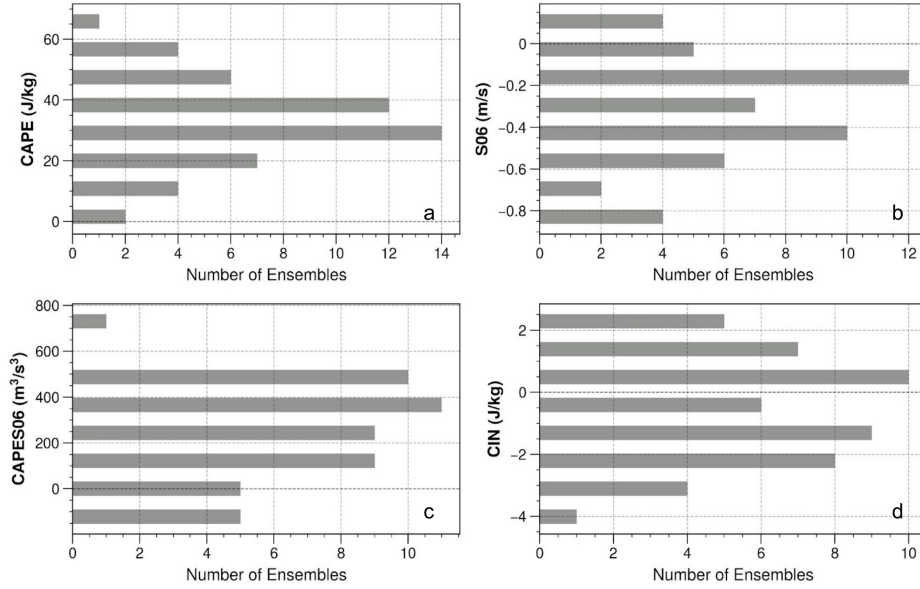 CAPE (J/kg)
60
40
20
0
0 2 4 6 8 10 12 14
Number of Ensembles
a
S06 (m/s)
0
−0.2
−0.4
−0.6
−0.8
0 2 4 6 8 10 12
Number of Ensembles
b
CAPES06 (m³/s³)
800
600
400
200
0
0 2 4 6 8 10
Number of Ensembles
c
CIN (J/kg)
2
0
−2
−4
0 2 4 6 8 10
Number of Ensembles
d